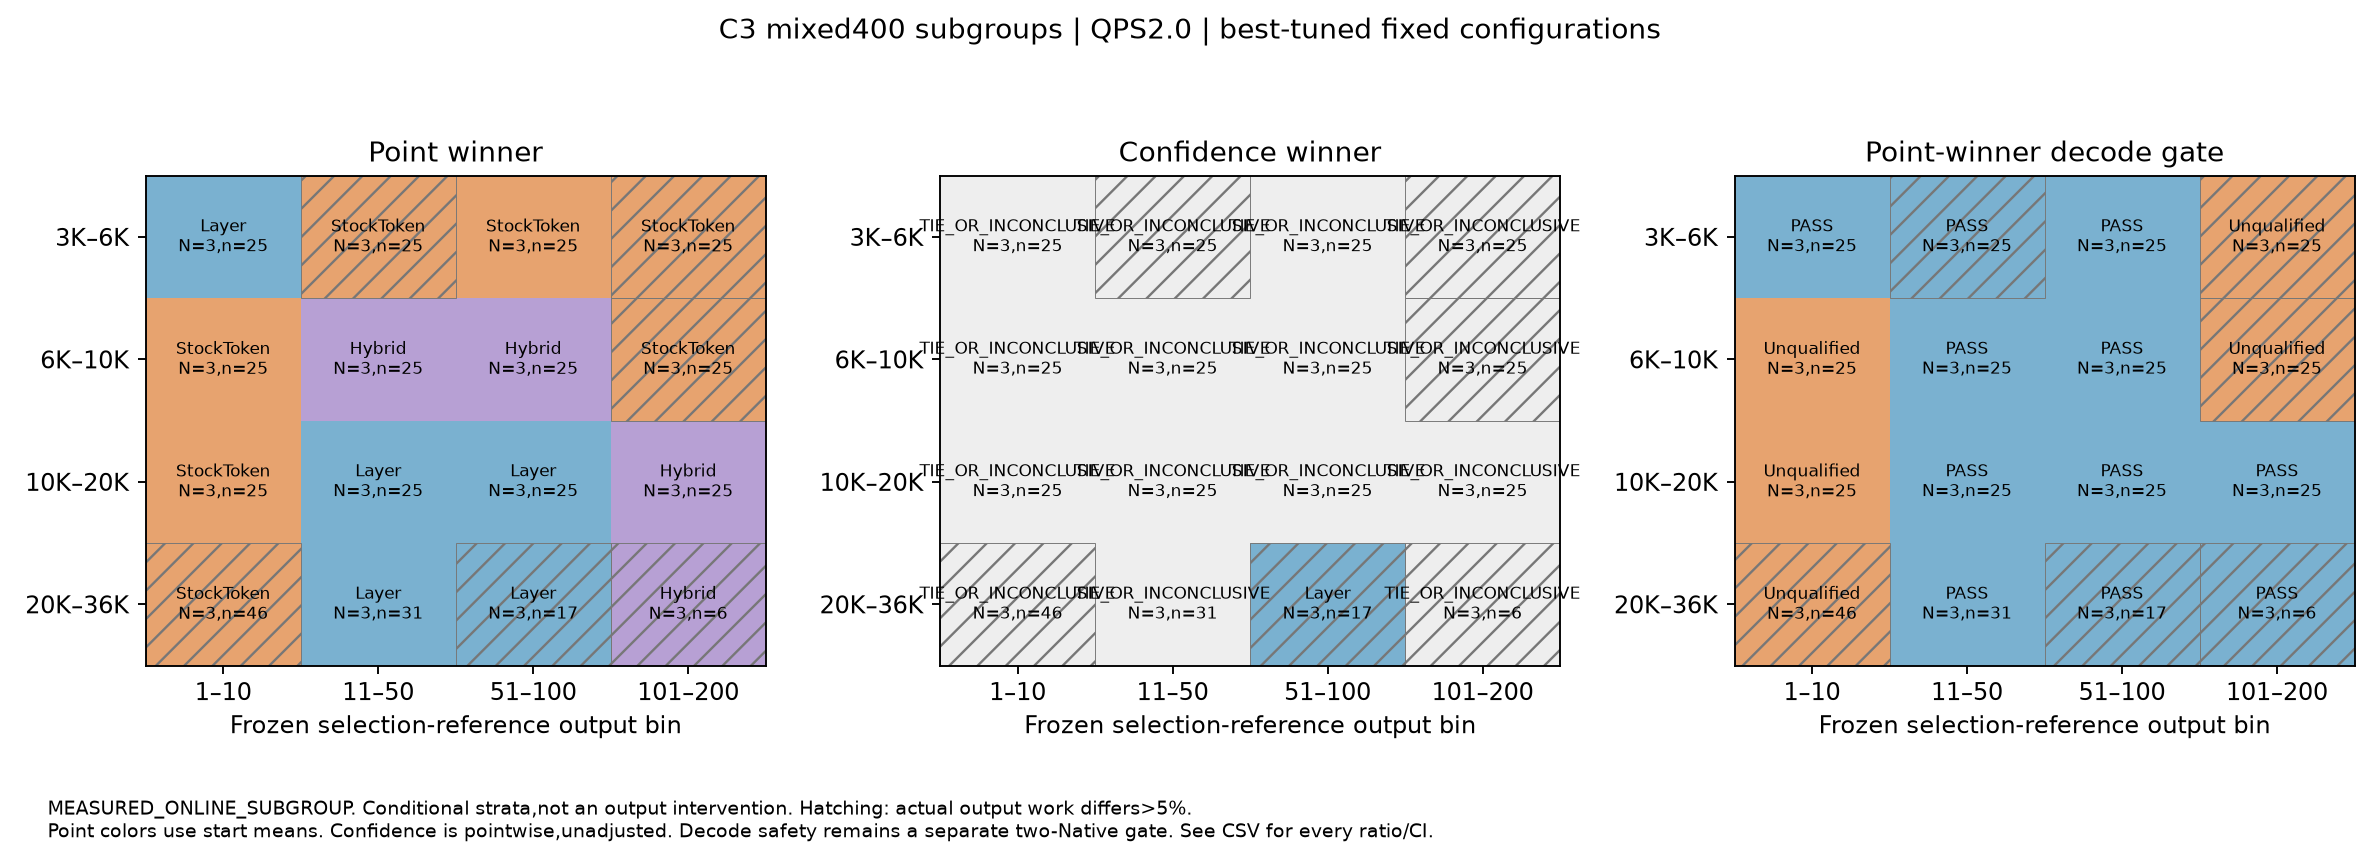 C3 mixed400 subgroups | QPS2.0 | best-tuned fixed configurations
Point winner
3K–6K
Layer
N=3,n=25
StockToken
N=3,n=25
StockToken
N=3,n=25
StockToken
N=3,n=25
6K–10K
StockToken
N=3,n=25
Hybrid
N=3,n=25
Hybrid
N=3,n=25
StockToken
N=3,n=25
10K–20K
StockToken
N=3,n=25
Layer
N=3,n=25
Layer
N=3,n=25
Hybrid
N=3,n=25
20K–36K
StockToken
N=3,n=46
Layer
N=3,n=31
Layer
N=3,n=17
Hybrid
N=3,n=6
1–10
11–50
51–100
101–200
Frozen selection-reference output bin
Confidence winner
3K–6K
TIE_OR_INCONCLUSIVE
N=3,n=25
TIE_OR_INCONCLUSIVE
N=3,n=25
TIE_OR_INCONCLUSIVE
N=3,n=25
TIE_OR_INCONCLUSIVE
N=3,n=25
6K–10K
TIE_OR_INCONCLUSIVE
N=3,n=25
TIE_OR_INCONCLUSIVE
N=3,n=25
TIE_OR_INCONCLUSIVE
N=3,n=25
TIE_OR_INCONCLUSIVE
N=3,n=25
10K–20K
TIE_OR_INCONCLUSIVE
N=3,n=25
TIE_OR_INCONCLUSIVE
N=3,n=25
TIE_OR_INCONCLUSIVE
N=3,n=25
TIE_OR_INCONCLUSIVE
N=3,n=25
20K–36K
TIE_OR_INCONCLUSIVE
N=3,n=46
TIE_OR_INCONCLUSIVE
N=3,n=31
Layer
N=3,n=17
TIE_OR_INCONCLUSIVE
N=3,n=6
1–10
11–50
51–100
101–200
Frozen selection-reference output bin
Point-winner decode gate
3K–6K
PASS
N=3,n=25
PASS
N=3,n=25
PASS
N=3,n=25
Unqualified
N=3,n=25
6K–10K
Unqualified
N=3,n=25
PASS
N=3,n=25
PASS
N=3,n=25
Unqualified
N=3,n=25
10K–20K
Unqualified
N=3,n=25
PASS
N=3,n=25
PASS
N=3,n=25
PASS
N=3,n=25
20K–36K
Unqualified
N=3,n=46
PASS
N=3,n=31
PASS
N=3,n=17
PASS
N=3,n=6
1–10
11–50
51–100
101–200
Frozen selection-reference output bin
MEASURED_ONLINE_SUBGROUP. Conditional strata,not an output intervention. Hatching: actual output work differs>5%.
Point colors use start means. Confidence is pointwise,unadjusted. Decode safety remains a separate two-Native gate. See CSV for every ratio/CI.